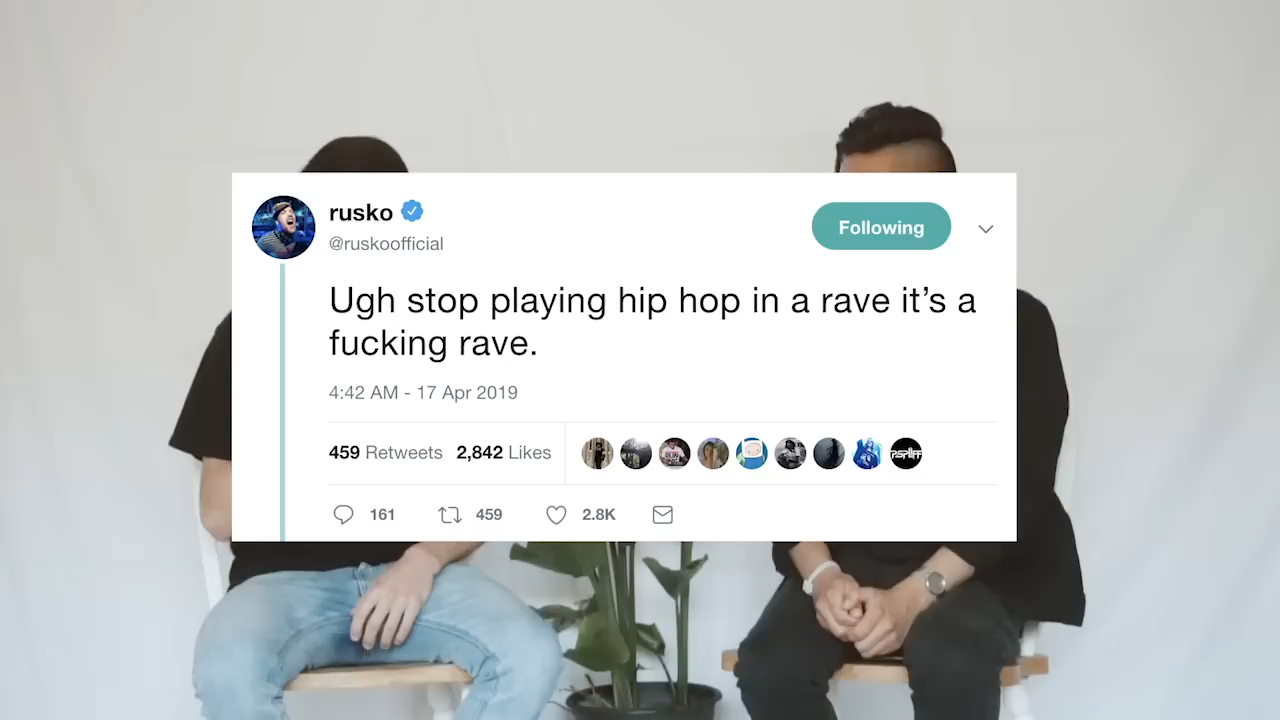 rusko
@ruskoofficial
Following
Ugh stop playing hip hop in a rave it’s a
fucking rave.
4:42 AM - 17 Apr 2019
459 Retweets 2,842 Likes
161 459 2.8K